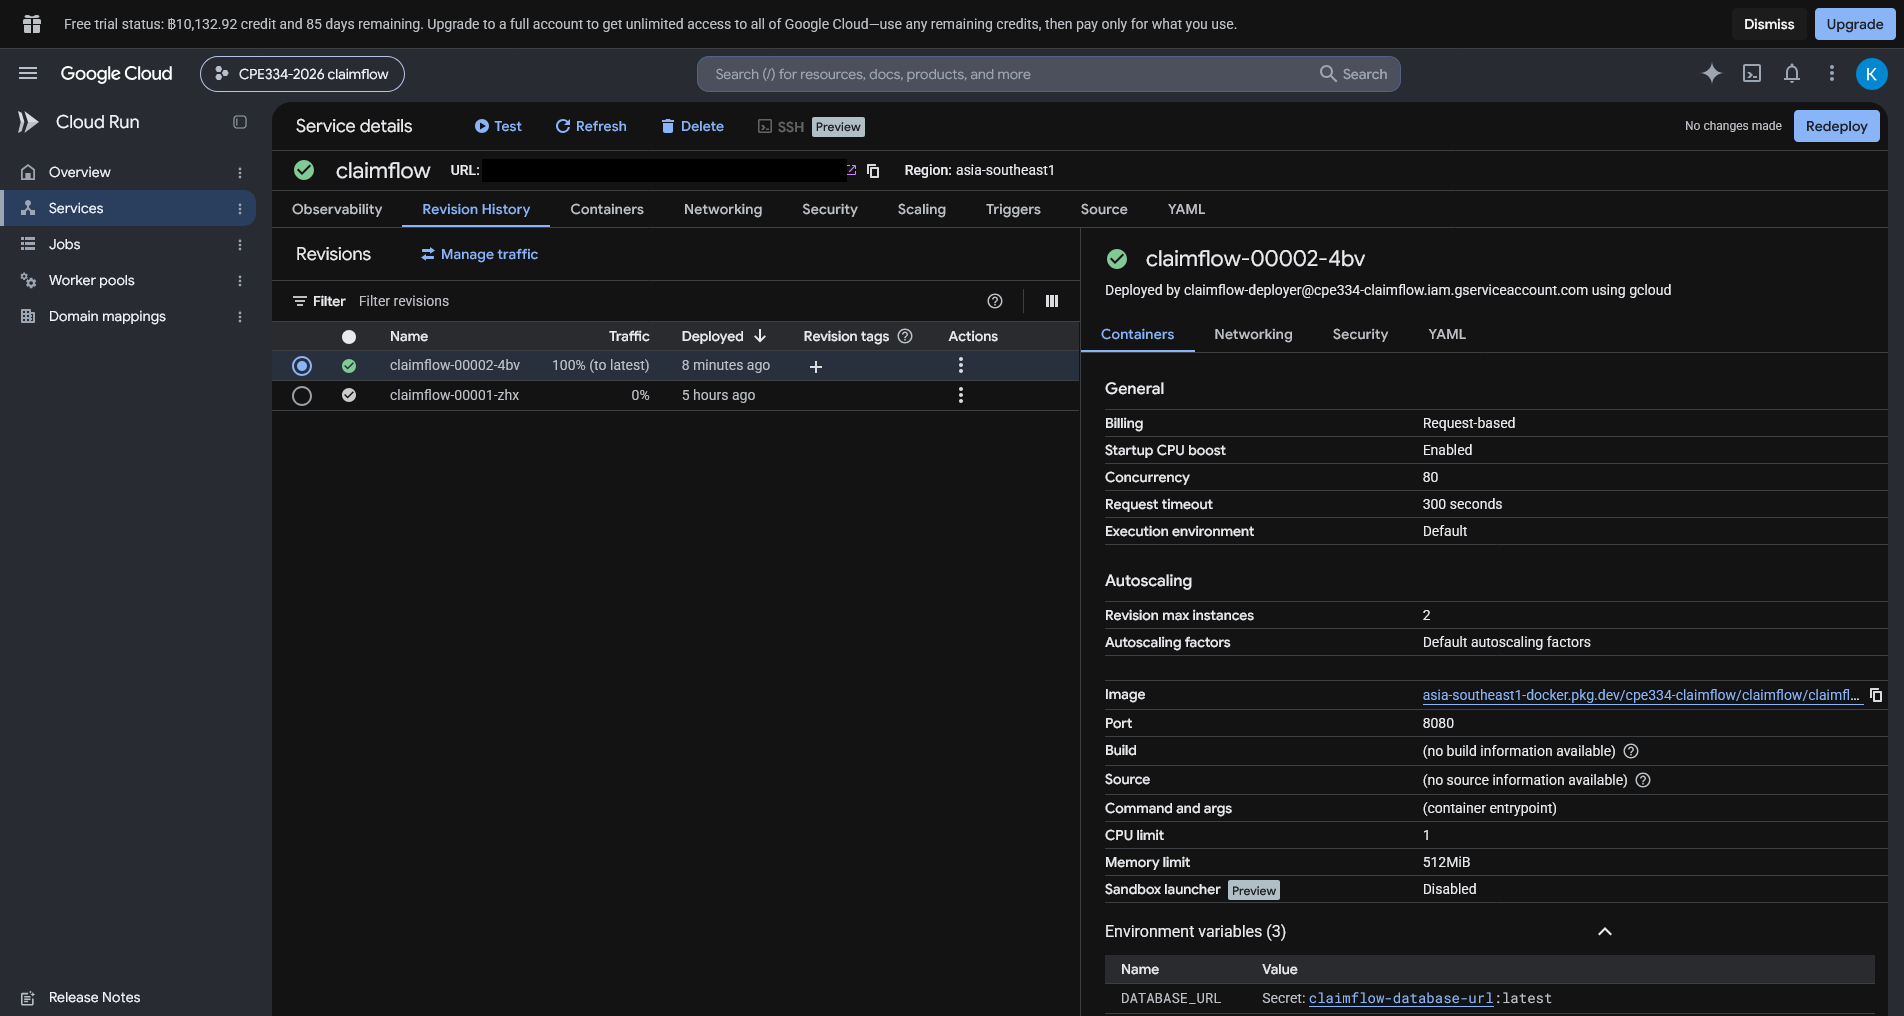 Free trial status: ฿10,132.92 credit and 85 days remaining. Upgrade to a full account to get unlimited access to all of Google Cloud—use any remaining credits, then pay only for what you use.
Dismiss
Upgrade
Google Cloud
CPE334-2026 claimflow
Search (/) for resources, docs, products, and more
Search
K
Cloud Run
Overview
Services
Jobs
Worker pools
Domain mappings
Release Notes
Service details
Test
Refresh
Delete
SSH
Preview
No changes made
Redeploy
claimflow
URL:
Region: asia-southeast1
Observability
Revision History
Containers
Networking
Security
Scaling
Triggers
Source
YAML
Revisions
Manage traffic
Filter Filter revisions
Name Traffic Deployed Revision tags Actions
claimflow-00002-4bv 100% (to latest) 8 minutes ago
claimflow-00001-zhx 0% 5 hours ago
claimflow-00002-4bv
Deployed by claimflow-deployer@cpe334-claimflow.iam.gserviceaccount.com using gcloud
Containers Networking Security YAML
General
Billing Request-based
Startup CPU boost Enabled
Concurrency 80
Request timeout 300 seconds
Execution environment Default
Autoscaling
Revision max instances 2
Autoscaling factors Default autoscaling factors
Image asia-southeast1-docker.pkg.dev/cpe334-claimflow/claimflow/claimfl...
Port 8080
Build (no build information available)
Source (no source information available)
Command and args (container entrypoint)
CPU limit 1
Memory limit 512MiB
Sandbox launcher Preview Disabled
Environment variables (3)
Name Value
DATABASE_URL Secret: claimflow-database-url:latest